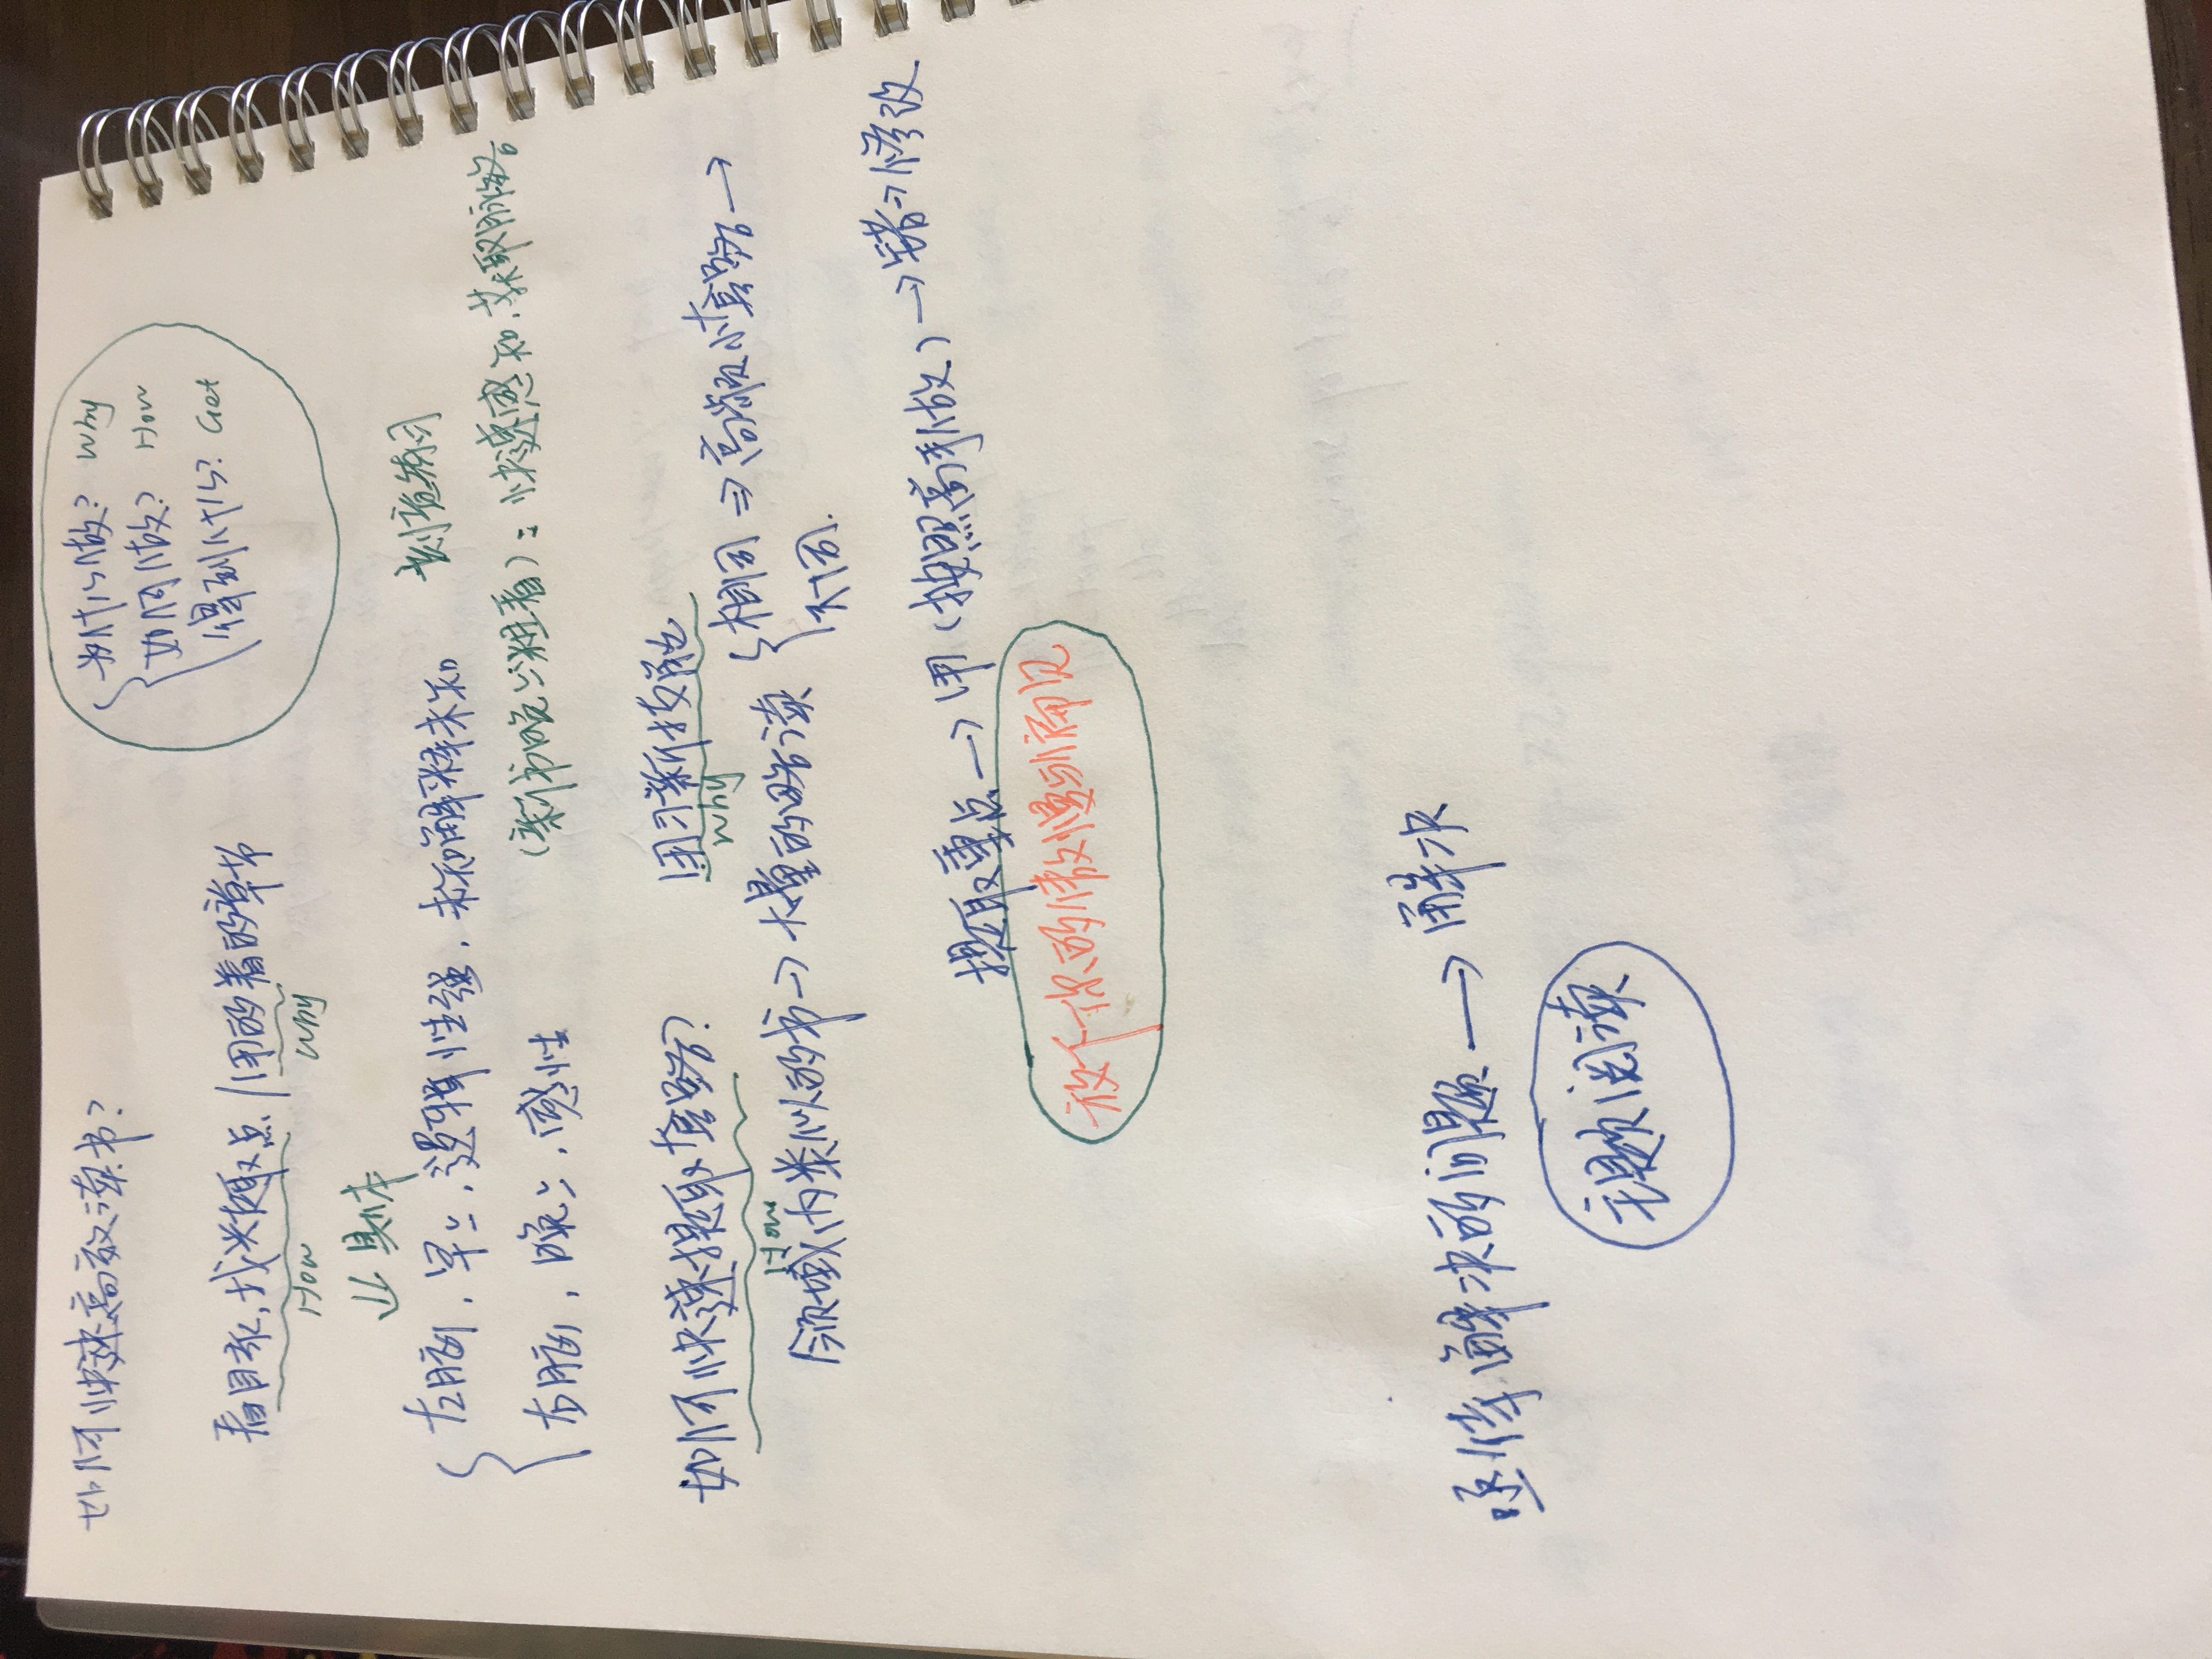 如何快速高效读书?
为什么做? Why
如何做? How
得到什么? Get
看目录,找兴趣点/用的着的章节
How Why
具体
左脑,早上,逻辑性强,未知解释未知
刻意练习
(新书晚上粗看):快速感知,获取脉络
右脑,晚上,感性
如何快速提取套路? 用习新技能
How Why
领域内类似的书→大量的略读 相同⇒高频小套路→
不同.
提取重点→用(按照高手做)→错→修改
放下你的傲慢与偏见
亟待解决的问题→解决
主题阅读